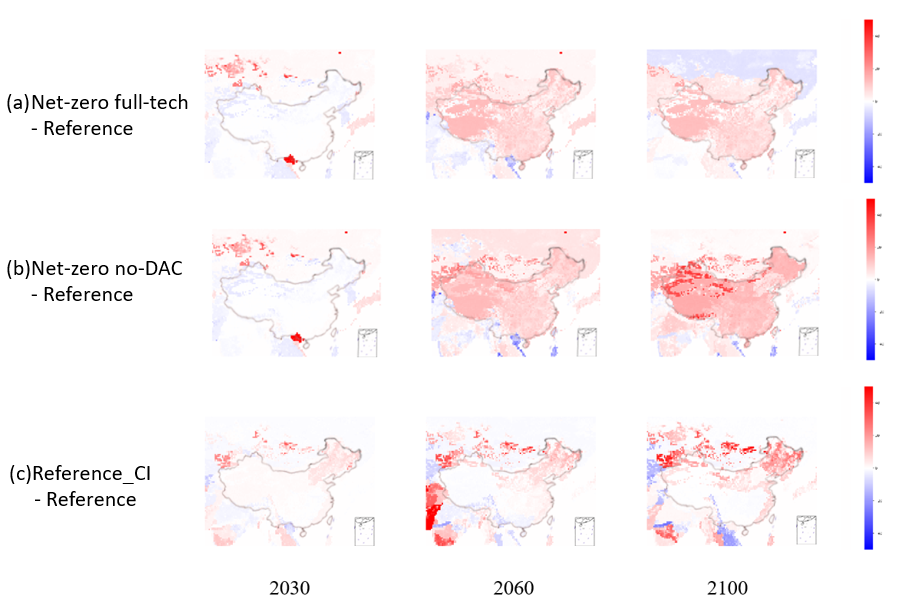 (a)Net-zero full-tech
- Reference
(b)Net-zero no-DAC
- Reference
(c)Reference_CI
- Reference
2030
2060
2100